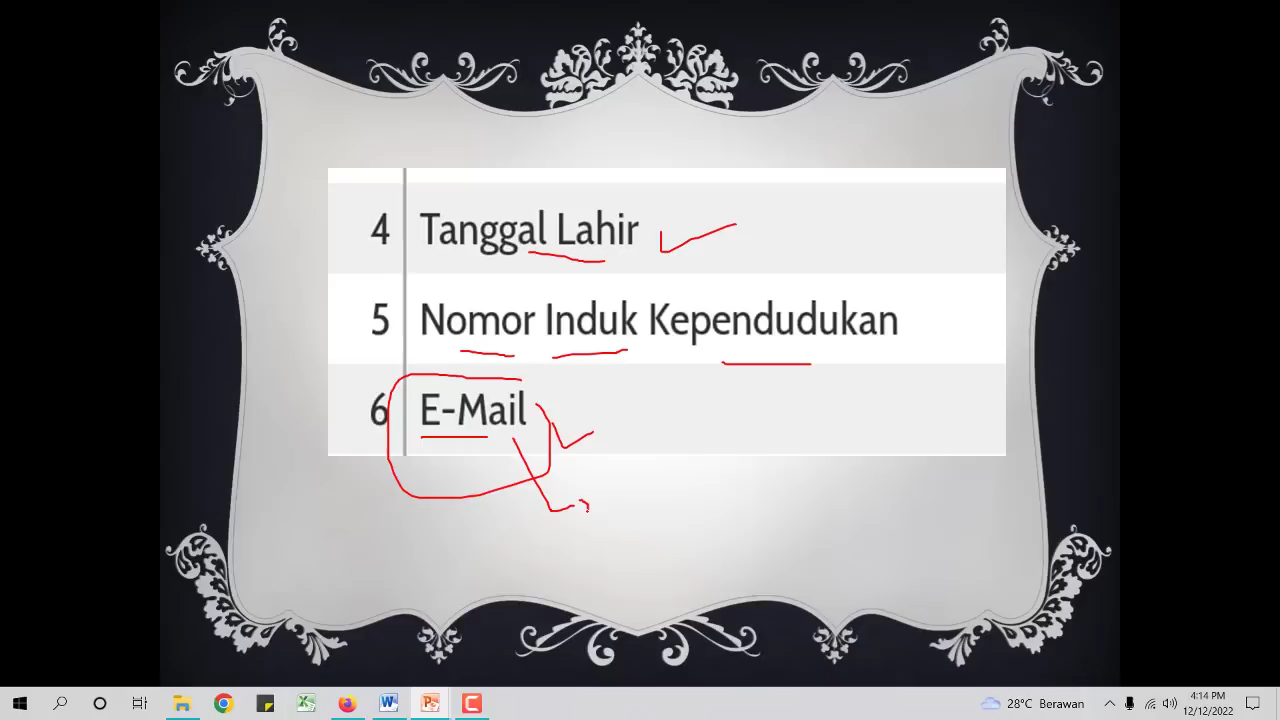 4 Tanggal Lahir
5 Nomor Induk Kependudukan
6 E-Mail
28°C Berawan
4:14 PM
12/12/2022